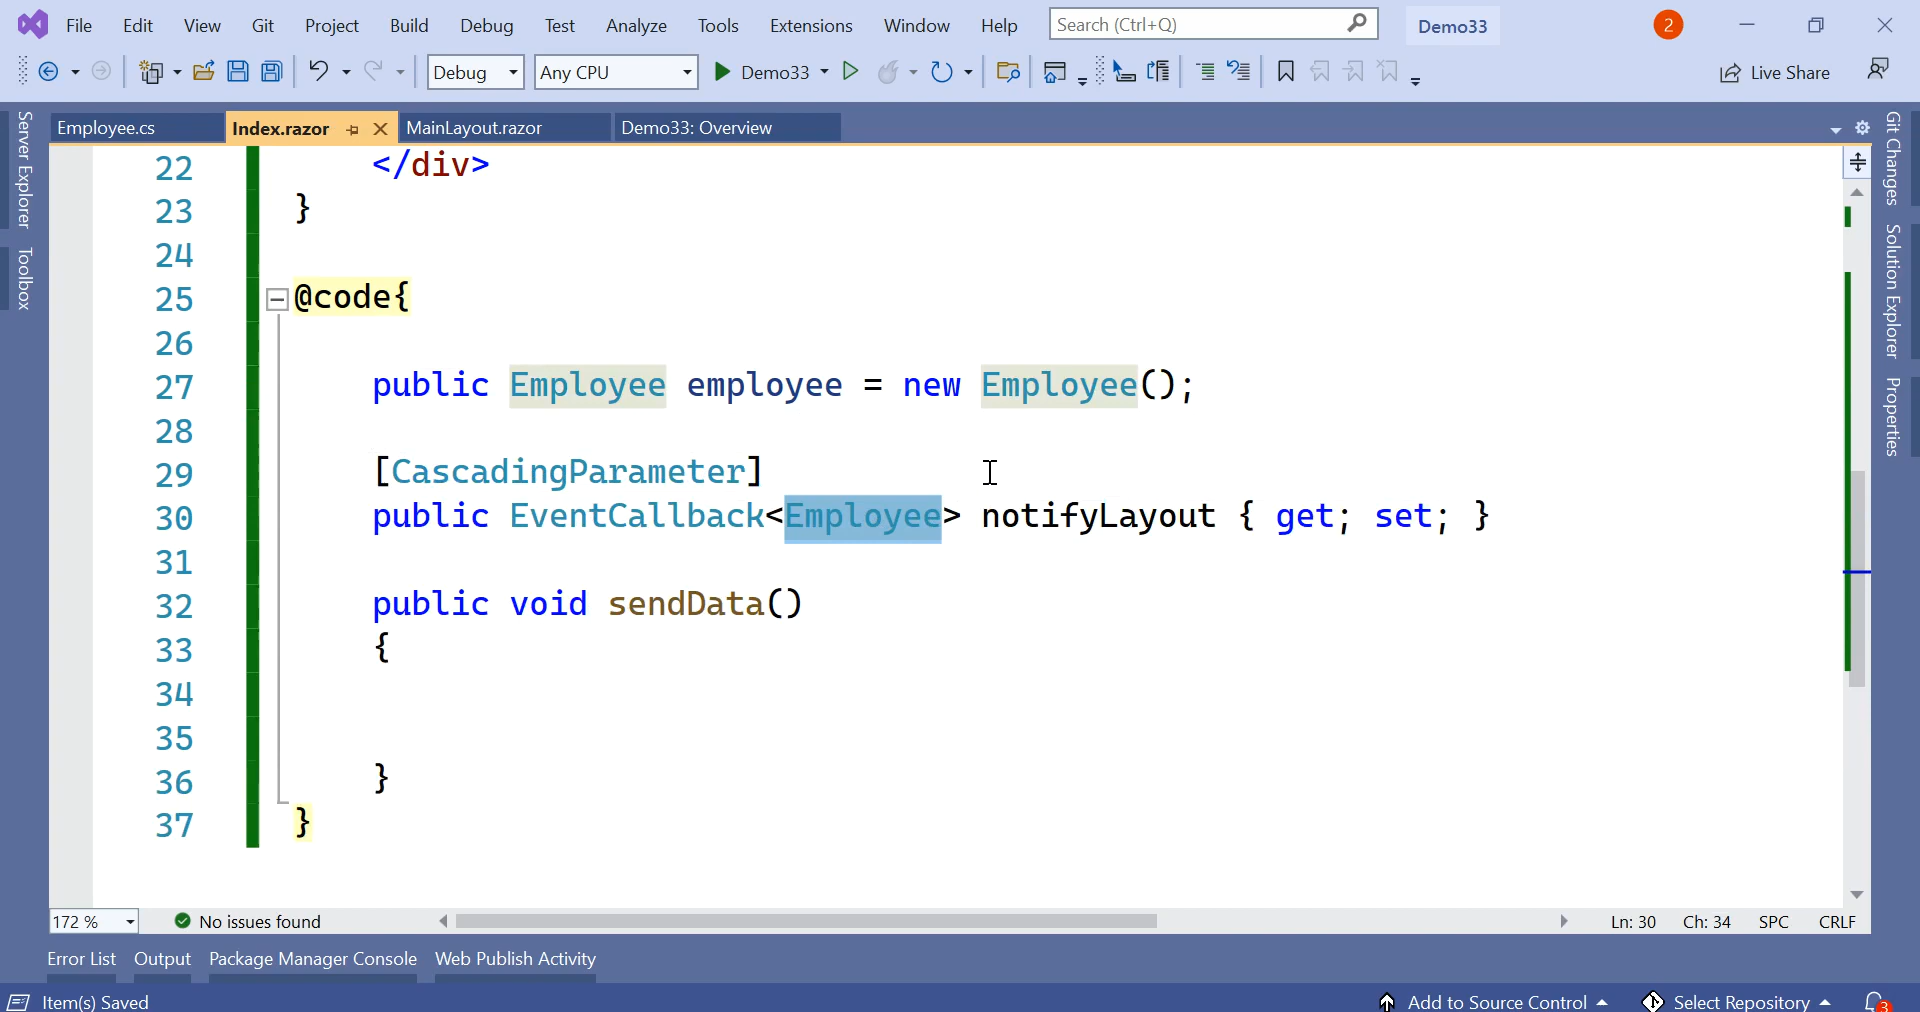 File Edit View Git Project Build Debug Test Analyze Tools Extensions Window Help Search (Ctrl+Q) Demo33 2
Debug Any CPU Demo33 Live Share
Employee.cs Index.razor MainLayout.razor Demo33: Overview
Server Explorer
Toolbox
Git Changes
Solution Explorer
Properties
22 </div>
23 }
24
25 @code{
26
27 public Employee employee = new Employee();
28
29 [CascadingParameter]
30 public EventCallback<Employee> notifyLayout { get; set; }
31
32 public void sendData()
33 {
34
35
36 }
37 }
172 % No issues found Ln: 30 Ch: 34 SPC CRLF
Error List Output Package Manager Console Web Publish Activity
Item(s) Saved Add to Source Control Select Repository 3